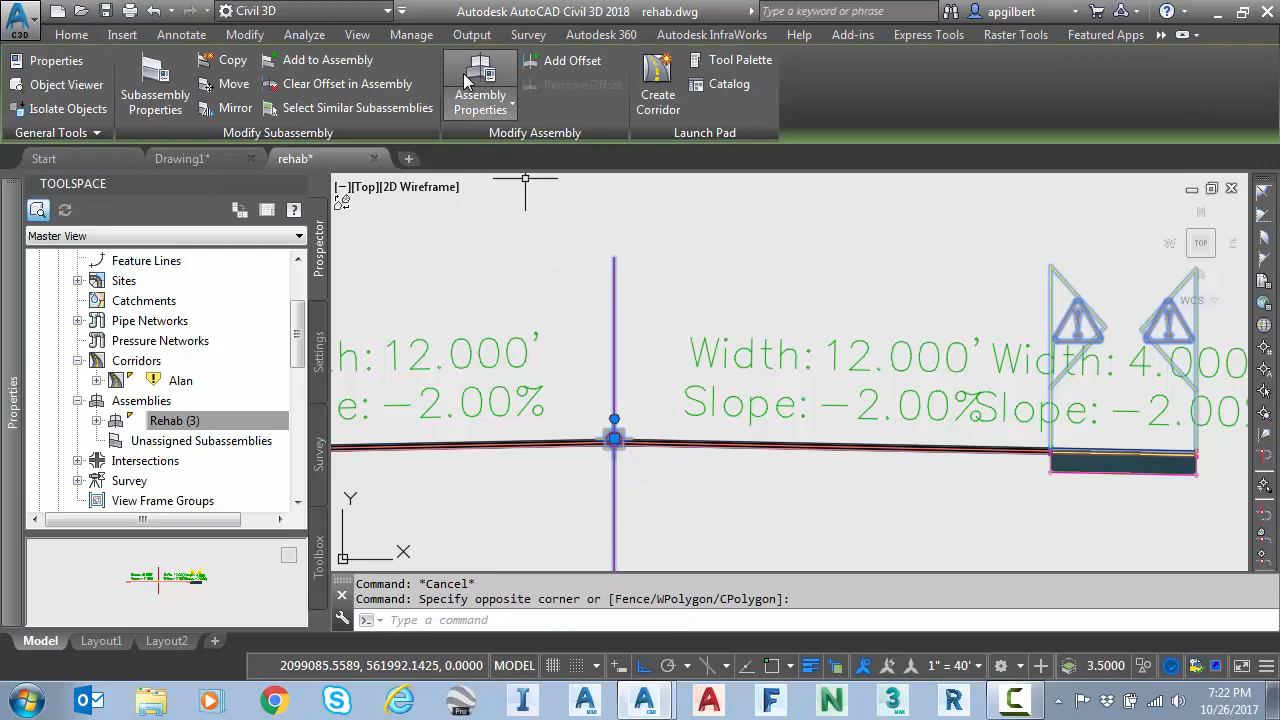 C3D
Civil 3D
Autodesk AutoCAD Civil 3D 2018 rehab.dwg
Type a keyword or phrase
apgilbert
Home Insert Annotate Modify Analyze View Manage Output Survey Autodesk 360 Autodesk InfraWorks Help Add-ins Express Tools Raster Tools Featured Apps
Properties
Object Viewer
Isolate Objects
General Tools
Subassembly
Properties
Copy
Move
Mirror
Add to Assembly
Clear Offset in Assembly
Select Similar Subassemblies
Modify Subassembly
Assembly
Properties
Add Offset
Remove Offset
Modify Assembly
Create
Corridor
Tool Palette
Catalog
Launch Pad
Start Drawing1* rehab*
TOOLSPACE
Master View
Feature Lines
Sites
Catchments
Pipe Networks
Pressure Networks
Corridors
Alan
Assemblies
Rehab (3)
Unassigned Subassemblies
Intersections
Survey
View Frame Groups
Properties
Prospector
Settings
Survey
Toolbox
[−][Top][2D Wireframe]
N
W TOP E
S
WCS
h: 12.000'
e: −2.00%
Width: 12.000'
Slope: −2.00%
Width: 4.000
Slope: −2.00
Y
X
Command: *Cancel*
Command: Specify opposite corner or [Fence/WPolygon/CPolygon]:
Type a command
Model Layout1 Layout2
2099085.5589, 561992.1425, 0.0000 MODEL 1" = 40' 3.5000
7:22 PM
10/26/2017